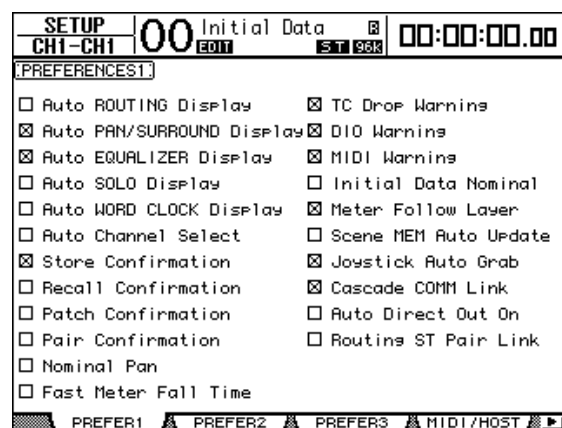 SETUP
CH1-CH1
00
Initial Data
EDIT
ST
96K
00:00:00.00
PREFERENCES1
Auto ROUTING Display
Auto PAN/SURROUND Display
Auto EQUALIZER Display
Auto SOLO Display
Auto WORD CLOCK Display
Auto Channel Select
Store Confirmation
Recall Confirmation
Patch Confirmation
Pair Confirmation
Nominal Pan
Fast Meter Fall Time
TC Drop Warning
DIO Warning
MIDI Warning
Initial Data Nominal
Meter Follow Layer
Scene MEM Auto Update
Joystick Auto Grab
Cascade COMM Link
Auto Direct Out On
Routing ST Pair Link
PREFER1
PREFER2
PREFER3
MIDI/HOST